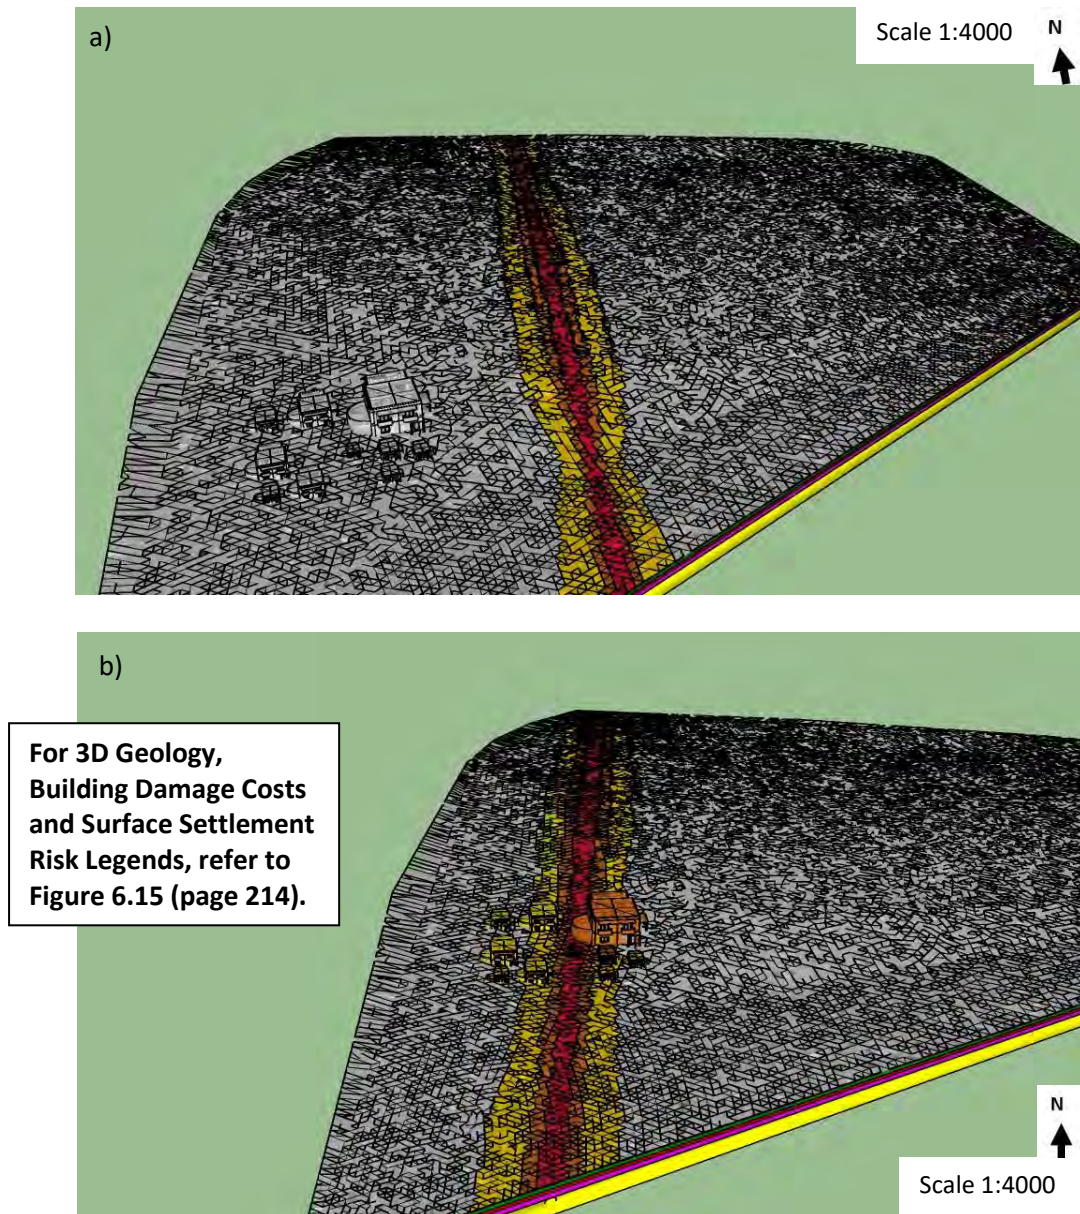 a)
Scale 1:4000
N
b)
For 3D Geology,
Building Damage Costs
and Surface Settlement
Risk Legends, refer to
Figure 6.15 (page 214).
N
Scale 1:4000